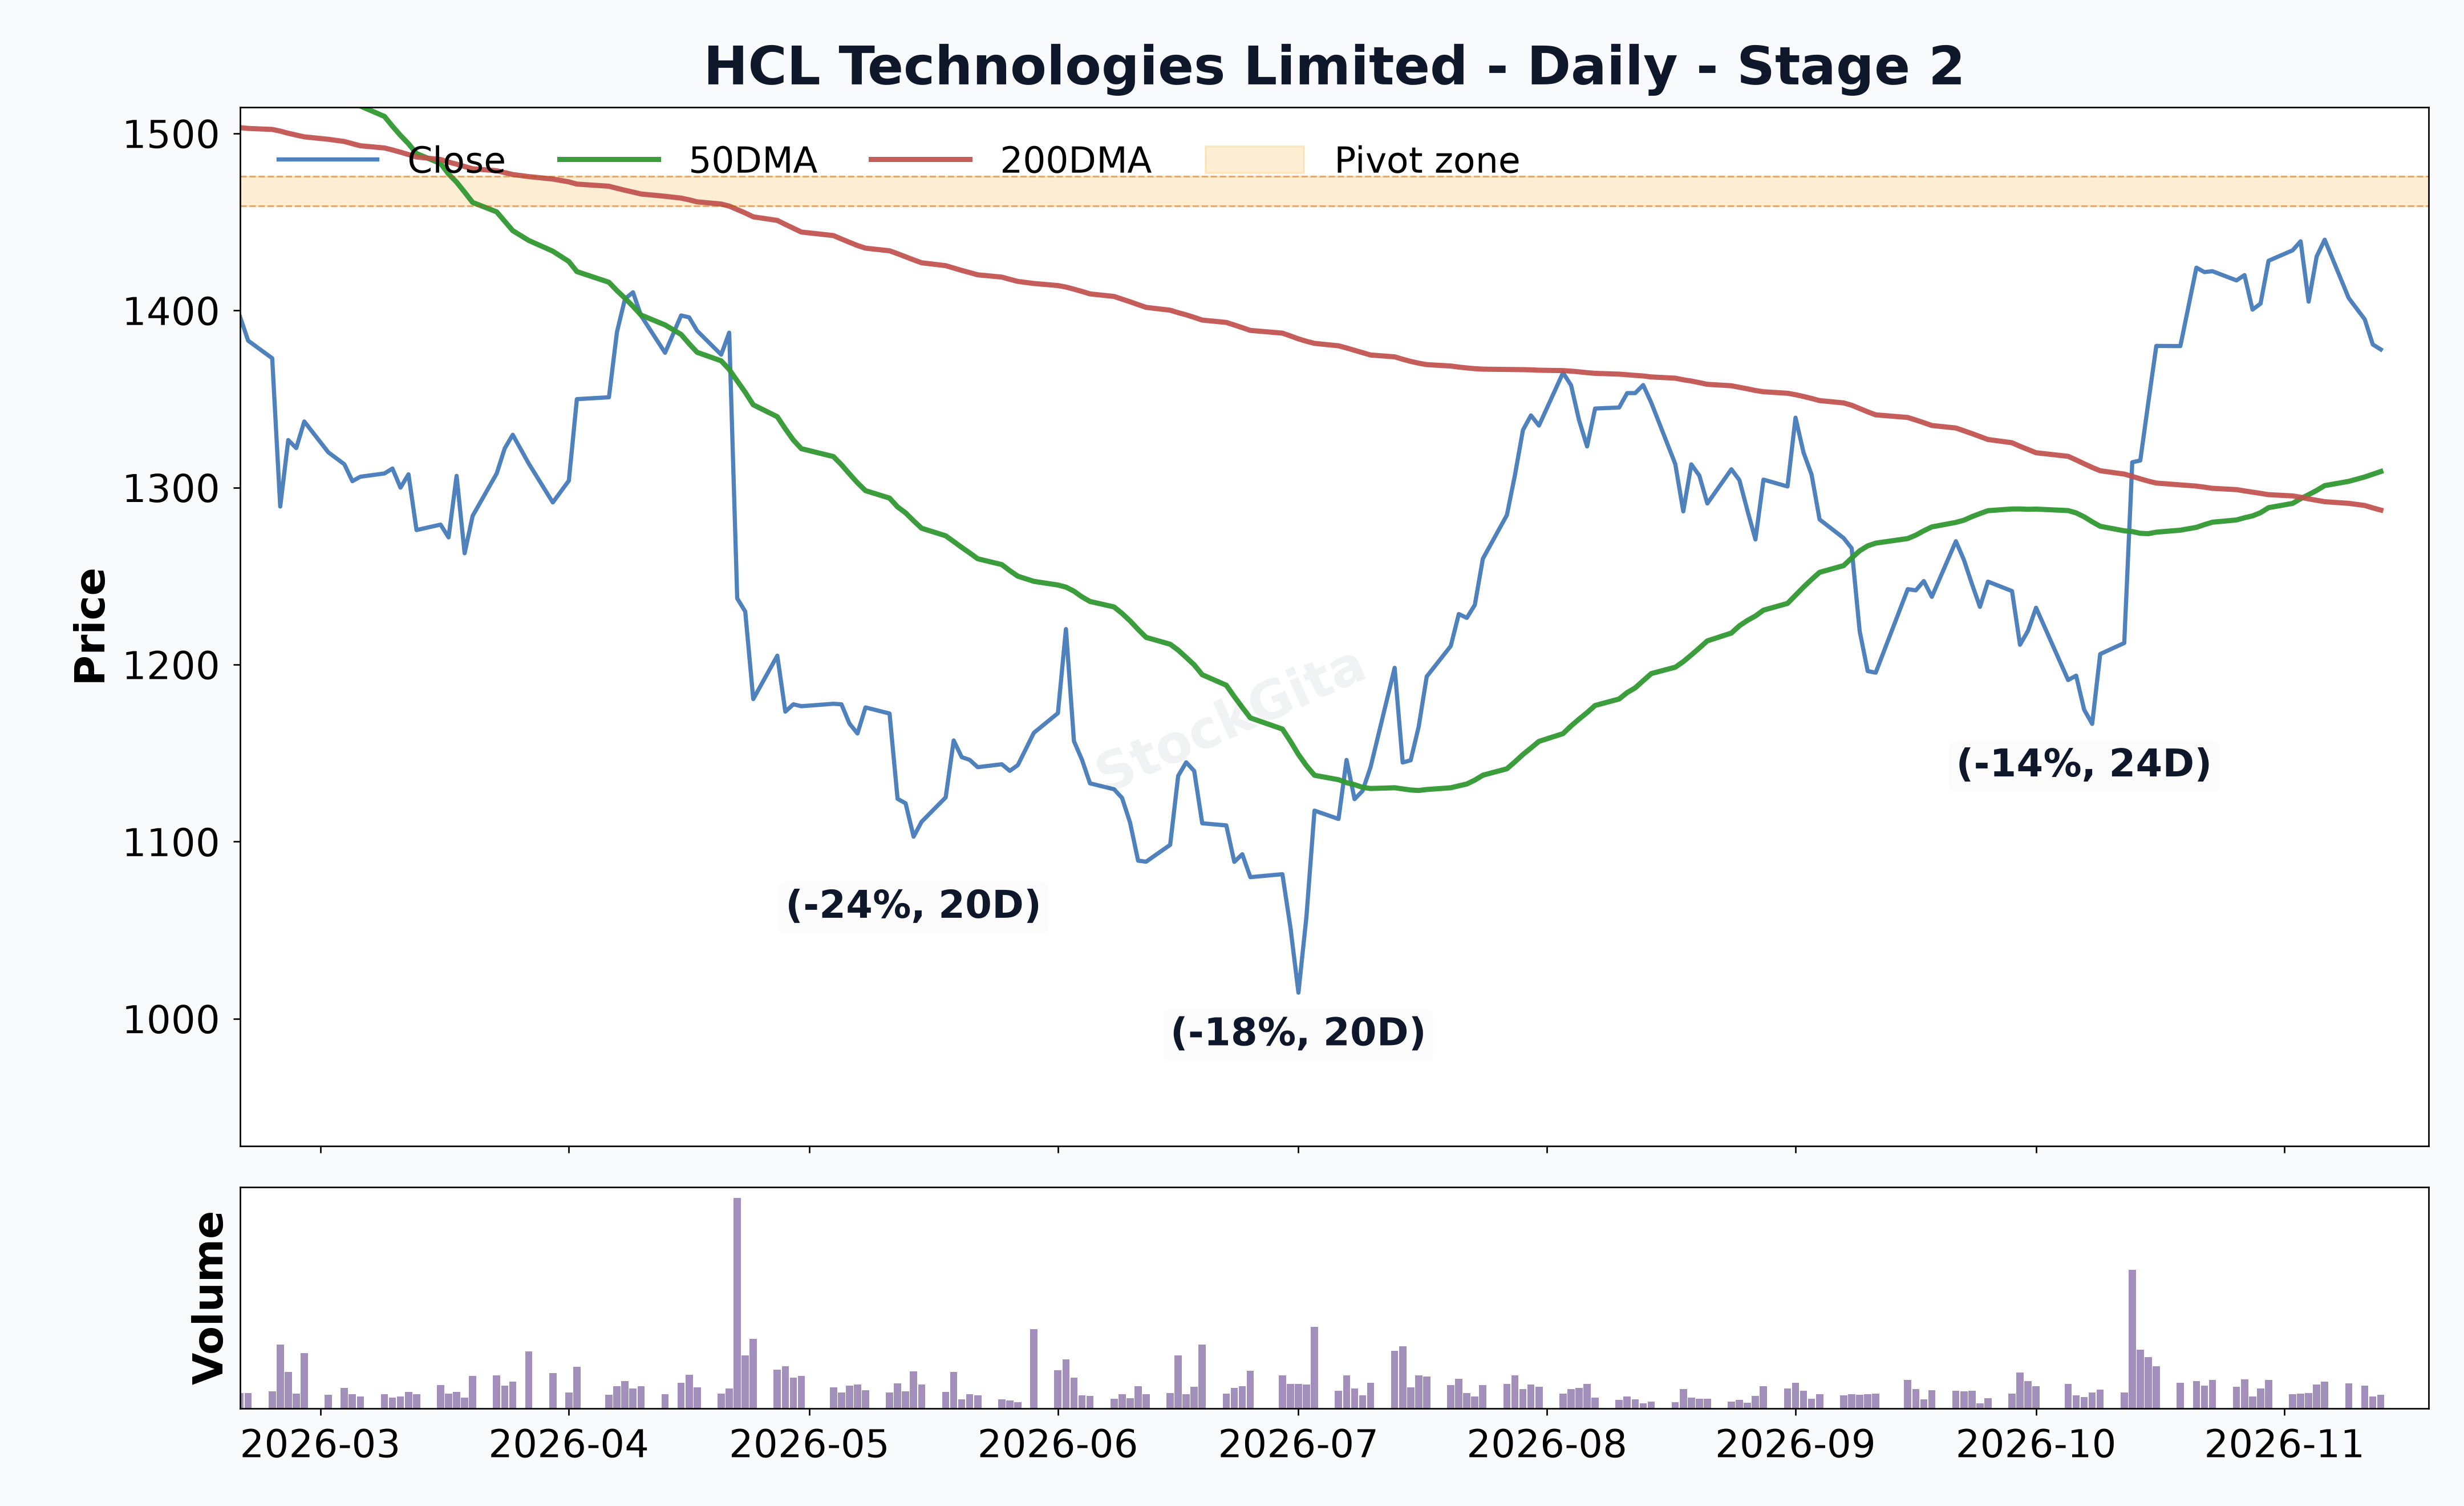 HCL Technologies Limited - Daily - Stage 2
Close 50DMA 200DMA Pivot zone
1500
1400
1300
1200
1100
1000
Price
StockGita
(-24%, 20D)
(-18%, 20D)
(-14%, 24D)
Volume
2026-03 2026-04 2026-05 2026-06 2026-07 2026-08 2026-09 2026-10 2026-11